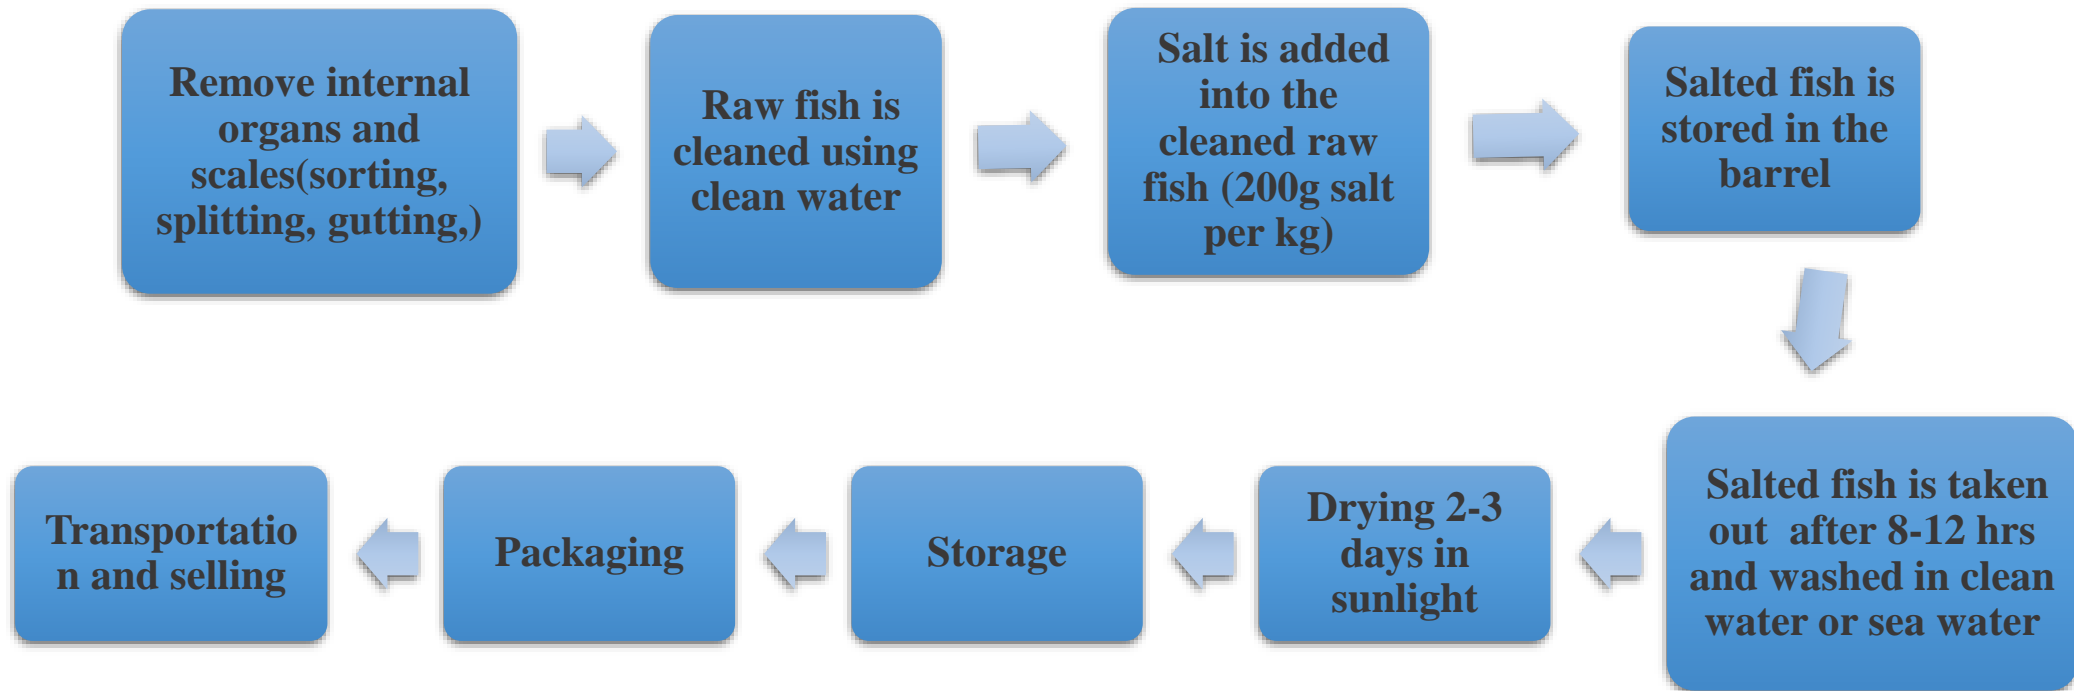 Remove internal
organs and
scales(sorting,
splitting, gutting,)
Raw fish is
cleaned using
clean water
Salt is added
into the
cleaned raw
fish (200g salt
per kg)
Salted fish is
stored in the
barrel
Salted fish is taken
out  after 8-12 hrs
and washed in clean
water or sea water
Drying 2-3
days in
sunlight
Storage
Packaging
Transportatio
n and selling